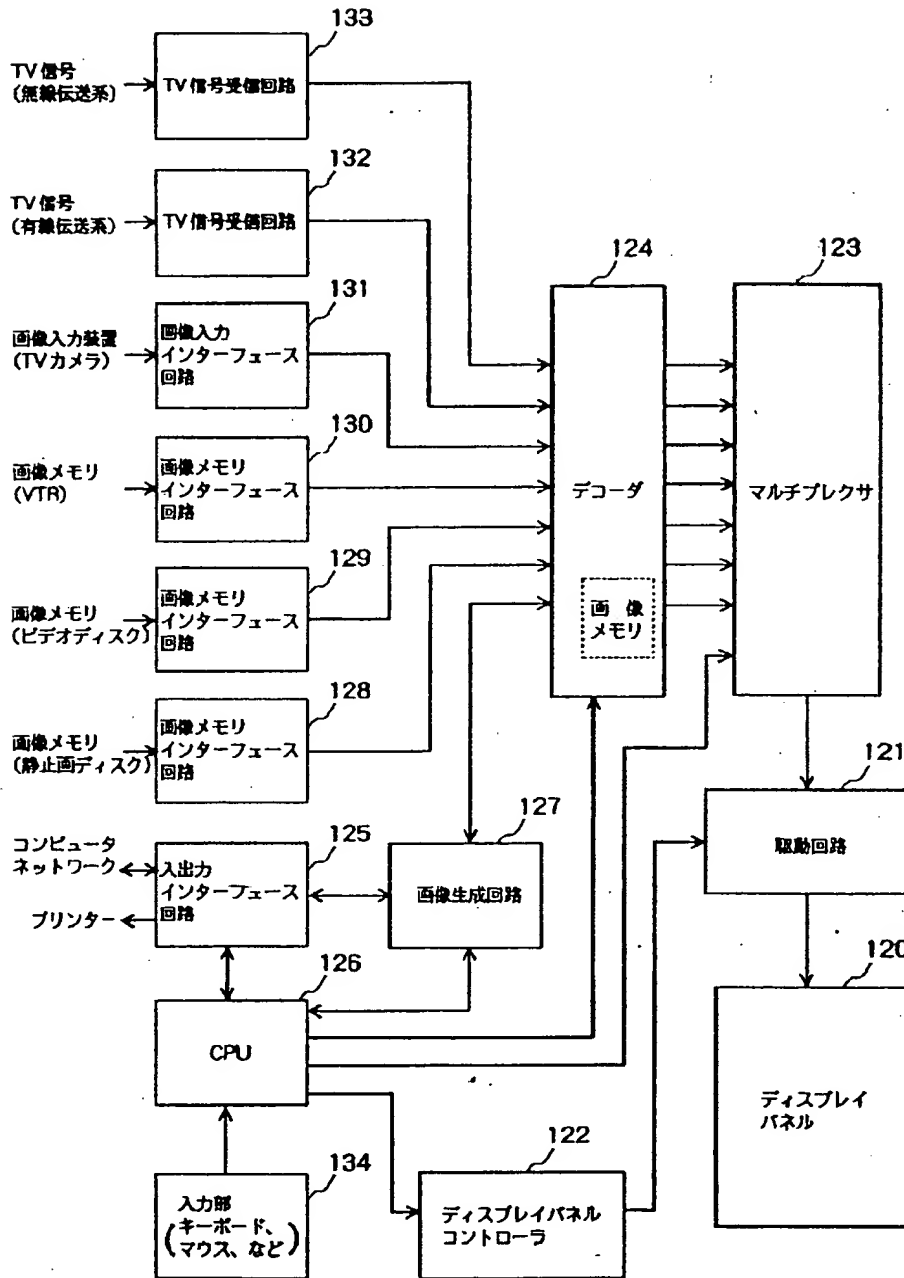 133
TV信号
(無線伝送系)
TV信号受信回路
132
TV信号
(有線伝送系)
TV信号受信回路
131
画像入力装置
(TVカメラ)
画像入力
インターフェース
回路
130
画像メモリ
(VTR)
画像メモリ
インターフェース
回路
129
画像メモリ
(ビデオディスク)
画像メモリ
インターフェース
回路
128
画像メモリ
(静止画ディスク)
画像メモリ
インターフェース
回路
124
デコーダ
画像
メモリ
123
マルチプレクサ
125
コンピュータ
ネットワーク
プリンター
入出力
インターフェース
回路
127
画像生成回路
121
駆動回路
126
CPU
120
ディスプレイ
パネル
134
入力部
(キーボード、
マウス、など)
122
ディスプレイパネル
コントローラ